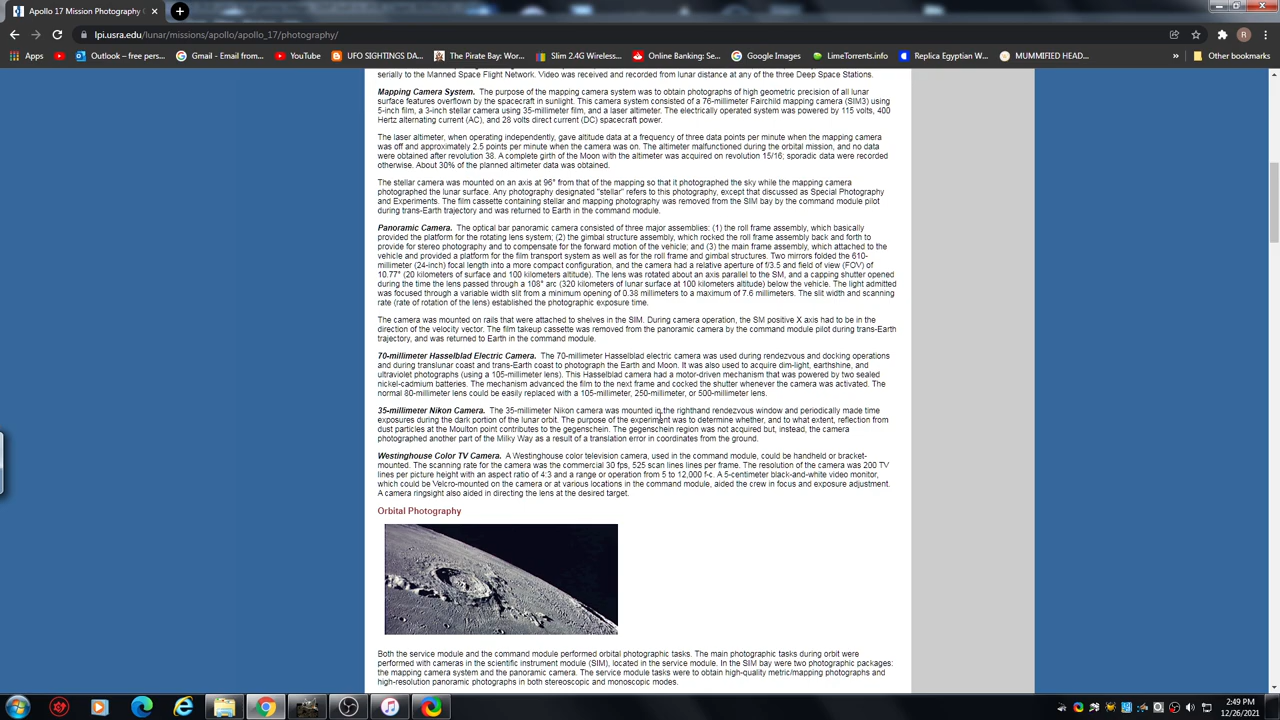 Apollo 17 Mission Photography
lpi.usra.edu/lunar/missions/apollo/apollo_17/photography/
R
Apps
Outlook – free pers...
Gmail - Email from...
YouTube
UFO SIGHTINGS DA...
The Pirate Bay: Wor...
Slim 2.4G Wireless...
Online Banking: Se...
Google Images
LimeTorrents.info
Replica Egyptian W...
MUMMIFIED HEAD...
Other bookmarks
serially to the Manned Space Flight Network. Video was received and recorded from lunar distance at any of the three Deep Space Stations.
Mapping Camera System. The purpose of the mapping camera system was to obtain photographs of high geometric precision of all lunar
surface features overflown by the spacecraft in sunlight. This camera system consisted of a 76-millimeter Fairchild mapping camera (SIM3) using
5-inch film, a 3-inch stellar camera using 35-millimeter film, and a laser altimeter. The electrically operated system was powered by 115 volts, 400
Hertz alternating current (AC), and 28 volts direct current (DC) spacecraft power.
The laser altimeter, when operating independently, gave altitude data at a frequency of three data points per minute when the mapping camera
was off and approximately 2.5 points per minute when the camera was on. The altimeter malfunctioned during the orbital mission, and no data
were obtained after revolution 38. A complete girth of the Moon with the altimeter was acquired on revolution 15/16; sporadic data were recorded
otherwise. About 30% of the planned altimeter data was obtained.
The stellar camera was mounted on an axis at 96° from that of the mapping so that it photographed the sky while the mapping camera
photographed the lunar surface. Any photography designated "stellar" refers to this photography, except that discussed as Special Photography
and Experiments. The film cassette containing stellar and mapping photography was removed from the SIM bay by the command module pilot
during trans-Earth trajectory and was returned to Earth in the command module.
Panoramic Camera. The optical bar panoramic camera consisted of three major assemblies: (1) the roll frame assembly, which basically
provided the platform for the rotating lens system; (2) the gimbal structure assembly, which rocked the roll frame assembly back and forth to
provide for stereo photography and to compensate for the forward motion of the vehicle; and (3) the main frame assembly, which attached to the
vehicle and provided a platform for the film transport system as well as for the roll frame and gimbal structures. Two mirrors folded the 610-
millimeter (24-inch) focal length into a more compact configuration, and the camera had a relative aperture of f/3.5 and field of view (FOV) of
10.77° (20 kilometers of surface and 100 kilometers altitude). The lens was rotated about an axis parallel to the SM, and a capping shutter opened
during the time the lens passed through a 108° arc (320 kilometers of lunar surface at 100 kilometers altitude) below the vehicle. The light admitted
was focused through a variable width slit from a minimum opening of 0.38 millimeters to a maximum of 7.6 millimeters. The slit width and scanning
rate (rate of rotation of the lens) established the photographic exposure time.
The camera was mounted on rails that were attached to shelves in the SIM. During camera operation, the SM positive X axis had to be in the
direction of the velocity vector. The film takeup cassette was removed from the panoramic camera by the command module pilot during trans-Earth
trajectory, and was returned to Earth in the command module.
70-millimeter Hasselblad Electric Camera. The 70-millimeter Hasselblad electric camera was used during rendezvous and docking operations
and during translunar coast and trans-Earth coast to photograph the Earth and Moon. It was also used to acquire dim-light, earthshine, and
ultraviolet photographs (using a 105-millimeter lens). This Hasselblad camera had a motor-driven mechanism that was powered by two sealed
nickel-cadmium batteries. The mechanism advanced the film to the next frame and cocked the shutter whenever the camera was activated. The
normal 80-millimeter lens could be easily replaced with a 105-millimeter, 250-millimeter, or 500-millimeter lens.
35-millimeter Nikon Camera. The 35-millimeter Nikon camera was mounted in the righthand rendezvous window and periodically made time
exposures during the dark portion of the lunar orbit. The purpose of the experiment was to determine whether, and to what extent, reflection from
dust particles at the Moulton point contributes to the gegenschein. The gegenschein region was not acquired but, instead, the camera
photographed another part of the Milky Way as a result of a translation error in coordinates from the ground.
Westinghouse Color TV Camera. A Westinghouse color television camera, used in the command module, could be handheld or bracket-
mounted. The scanning rate for the camera was the commercial 30 fps, 525 scan lines lines per frame. The resolution of the camera was 200 TV
lines per picture height with an aspect ratio of 4:3 and a range or operation from 5 to 12,000 f-c. A 5-centimeter black-and-white video monitor,
which could be Velcro-mounted on the camera or at various locations in the command module, aided the crew in focus and exposure adjustment.
A camera ringsight also aided in directing the lens at the desired target.
Orbital Photography
Both the service module and the command module performed orbital photographic tasks. The main photographic tasks during orbit were
performed with cameras in the scientific instrument module (SIM), located in the service module. In the SIM bay were two photographic packages:
the mapping camera system and the panoramic camera. The service module tasks were to obtain high-quality metric/mapping photographs and
high-resolution panoramic photographs in both stereoscopic and monoscopic modes.
2:49 PM
12/26/2021